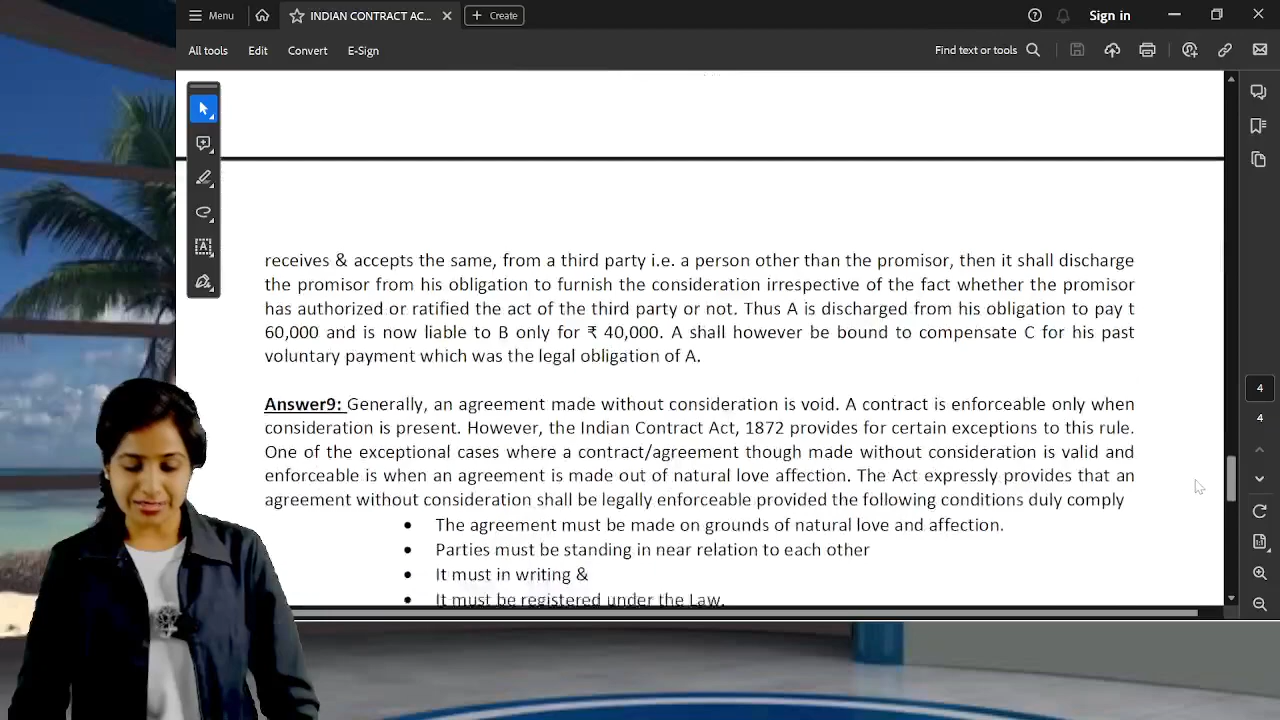 Menu
INDIAN CONTRACT AC...
Create
Sign in
All tools
Edit
Convert
E-Sign
Find text or tools
receives & accepts the same, from a third party i.e. a person other than the promisor, then it shall discharge
the promisor from his obligation to furnish the consideration irrespective of the fact whether the promisor
has authorized or ratified the act of the third party or not. Thus A is discharged from his obligation to pay t
60,000 and is now liable to B only for ₹ 40,000. A shall however be bound to compensate C for his past
voluntary payment which was the legal obligation of A.
Answer9: Generally, an agreement made without consideration is void. A contract is enforceable only when
consideration is present. However, the Indian Contract Act, 1872 provides for certain exceptions to this rule.
One of the exceptional cases where a contract/agreement though made without consideration is valid and
enforceable is when an agreement is made out of natural love affection. The Act expressly provides that an
agreement without consideration shall be legally enforceable provided the following conditions duly comply
• The agreement must be made on grounds of natural love and affection.
• Parties must be standing in near relation to each other
• It must in writing &
• It must be registered under the Law.
4
4